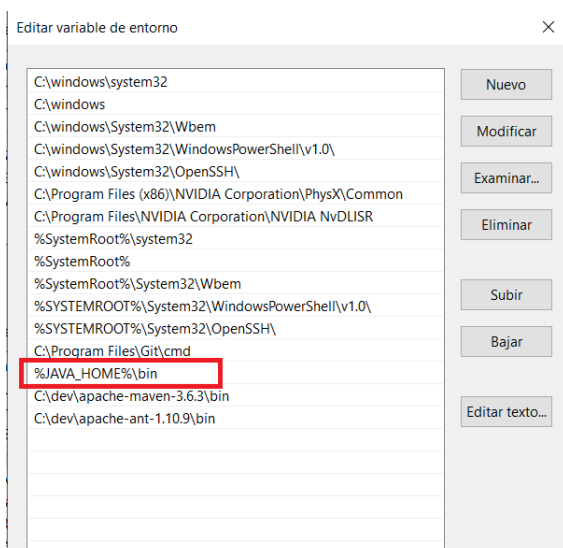 Editar variable de entorno
C:\windows\system32
C:\windows
C:\windows\System32\Wbem
C:\windows\System32\WindowsPowerShell\v1.0\
C:\windows\System32\OpenSSH\
C:\Program Files (x86)\NVIDIA Corporation\PhysX\Common
C:\Program Files\NVIDIA Corporation\NVIDIA NvDLISR
%SystemRoot%\system32
%SystemRoot%
%SystemRoot%\System32\Wbem
%SYSTEMROOT%\System32\WindowsPowerShell\v1.0\
%SYSTEMROOT%\System32\OpenSSH\
C:\Program Files\Git\cmd
%JAVA_HOME%\bin
C:\dev\apache-maven-3.6.3\bin
C:\dev\apache-ant-1.10.9\bin
Nuevo
Modificar
Examinar...
Eliminar
Subir
Bajar
Editar texto...